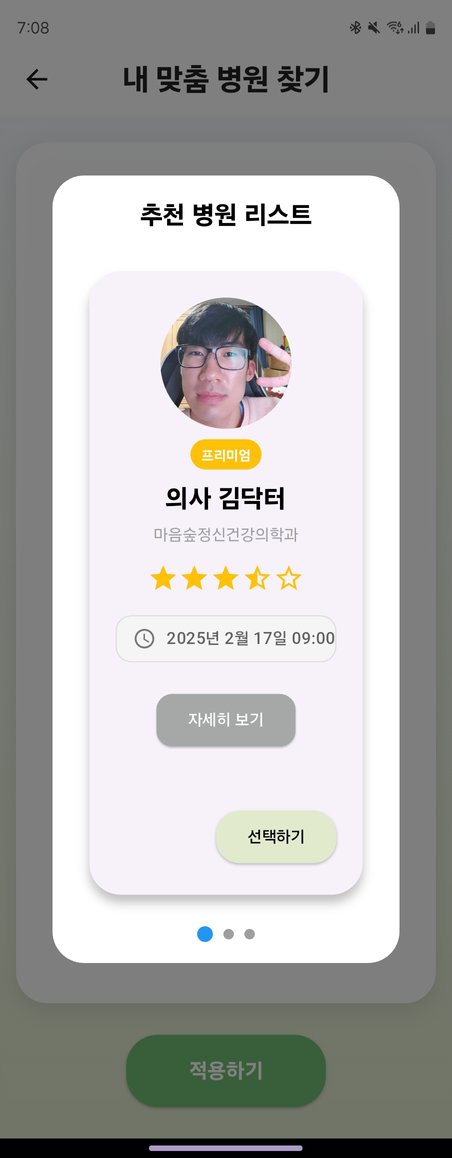 7:08
내 맞춤 병원 찾기
추천 병원 리스트
프리미엄
의사 김닥터
마음숲정신건강의학과
2025년 2월 17일 09:00
자세히 보기
선택하기
적용하기